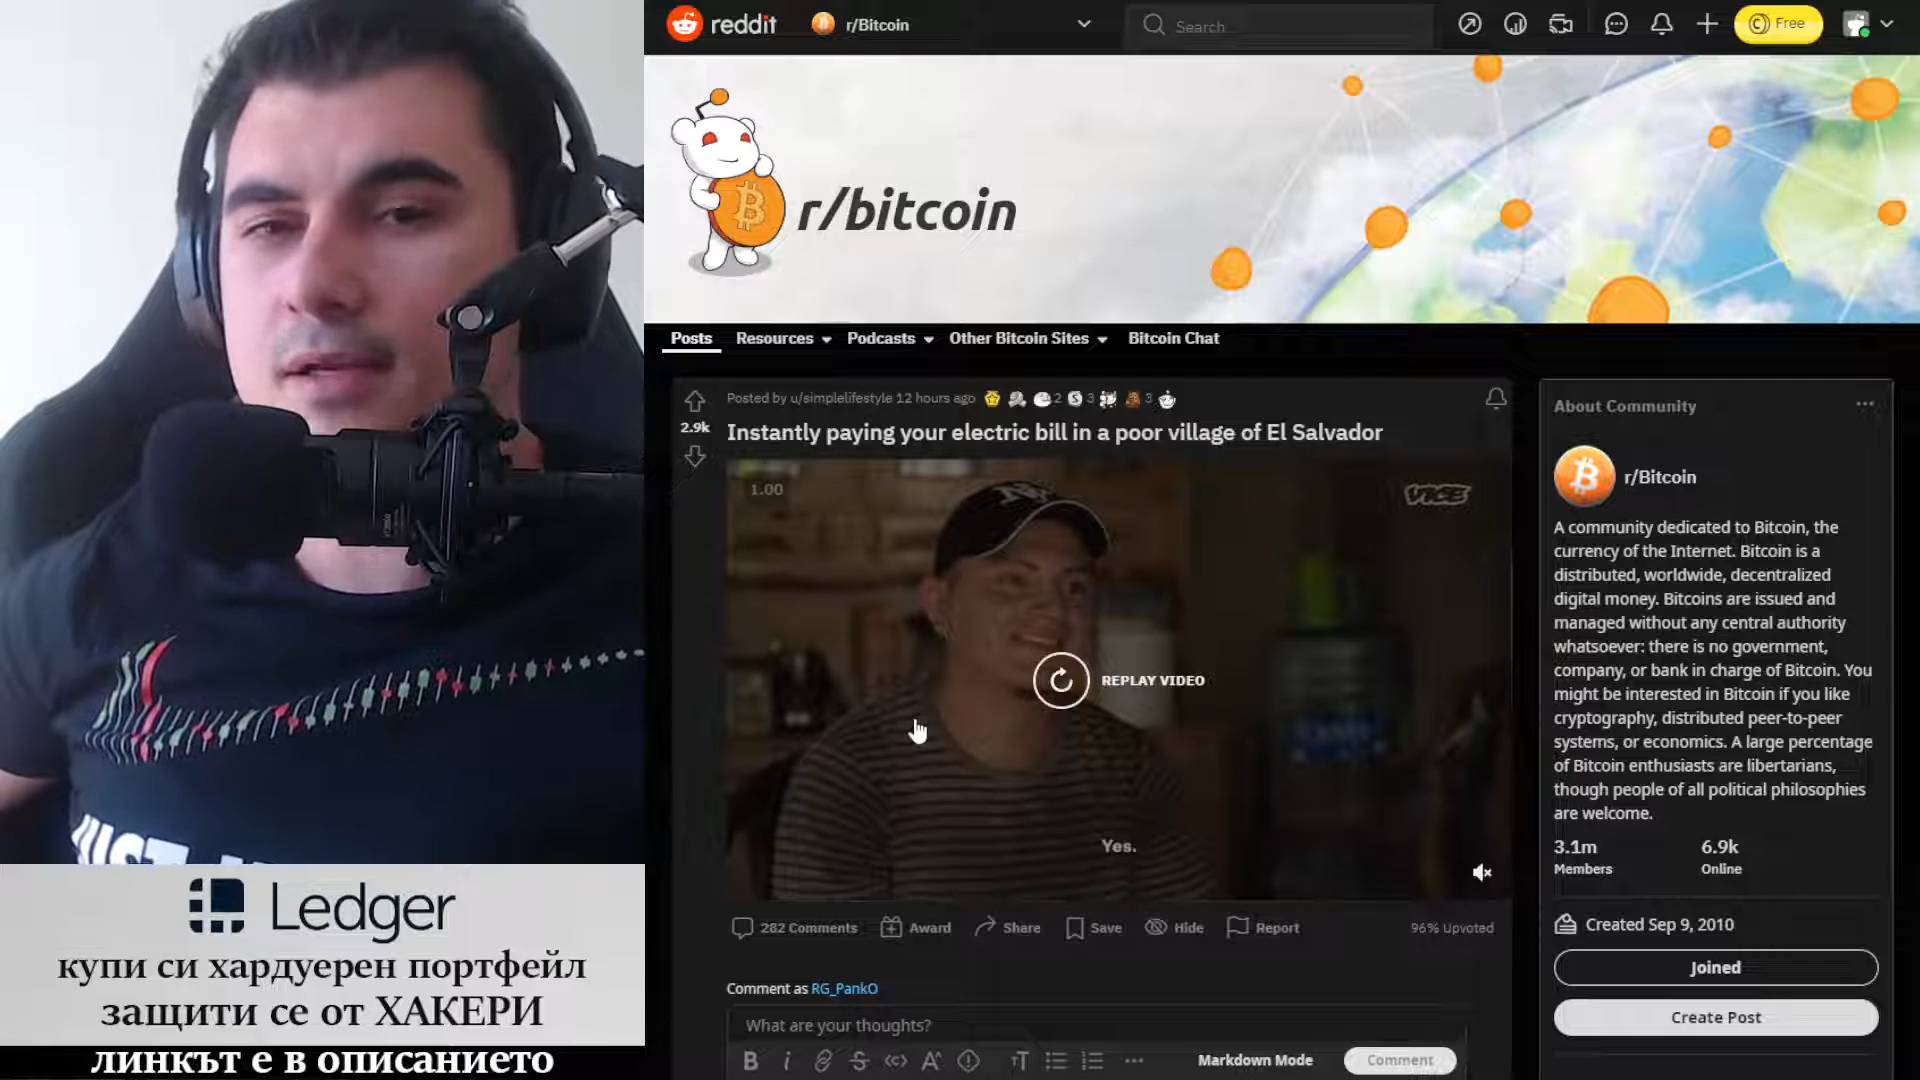 reddit
r/Bitcoin
Search
Free
r/bitcoin
Posts
Resources
Podcasts
Other Bitcoin Sites
Bitcoin Chat
Posted by u/simplelifestyle 12 hours ago
2
3
3
2.9k
Instantly paying your electric bill in a poor village of El Salvador
1.00
VICE
REPLAY VIDEO
Yes.
282 Comments
Award
Share
Save
Hide
Report
96% Upvoted
Comment as RG_PankO
What are your thoughts?
Markdown Mode
Comment
About Community
r/Bitcoin
A community dedicated to Bitcoin, the
currency of the Internet. Bitcoin is a
distributed, worldwide, decentralized
digital money. Bitcoins are issued and
managed without any central authority
whatsoever: there is no government,
company, or bank in charge of Bitcoin. You
might be interested in Bitcoin if you like
cryptography, distributed peer-to-peer
systems, or economics. A large percentage
of Bitcoin enthusiasts are libertarians,
though people of all political philosophies
are welcome.
3.1m
Members
6.9k
Online
Created Sep 9, 2010
Joined
Create Post
Ledger
купи си хардуерен портфейл
защити се от ХАКЕРИ
линкът е в описанието